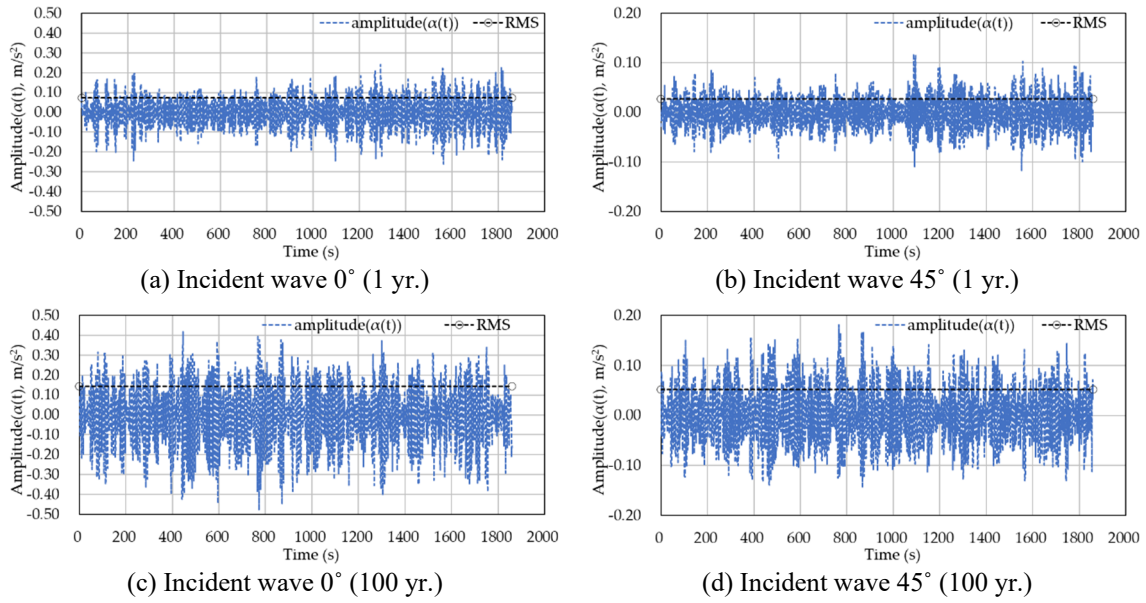 0.50
amplitude(α(t))
RMS
0.40
0.30
0.20
0.10
0.00
-0.10
-0.20
-0.30
-0.40
-0.50
Amplitude(α(t), m/s²)
0 200 400 600 800 1000 1200 1400 1600 1800 2000
Time (s)
(a) Incident wave 0˚ (1 yr.)
0.20
amplitude(α(t))
RMS
0.10
0.00
-0.10
-0.20
Amplitude(α(t), m/s²)
0 200 400 600 800 1000 1200 1400 1600 1800 2000
Time (s)
(b) Incident wave 45˚ (1 yr.)
0.50
amplitude(α(t))
RMS
0.40
0.30
0.20
0.10
0.00
-0.10
-0.20
-0.30
-0.40
-0.50
Amplitude(α(t), m/s²)
0 200 400 600 800 1000 1200 1400 1600 1800 2000
Time (s)
(c) Incident wave 0˚ (100 yr.)
0.20
amplitude(α(t))
RMS
0.10
0.00
-0.10
-0.20
Amplitude(α(t), m/s²)
0 200 400 600 800 1000 1200 1400 1600 1800 2000
Time (s)
(d) Incident wave 45˚ (100 yr.)